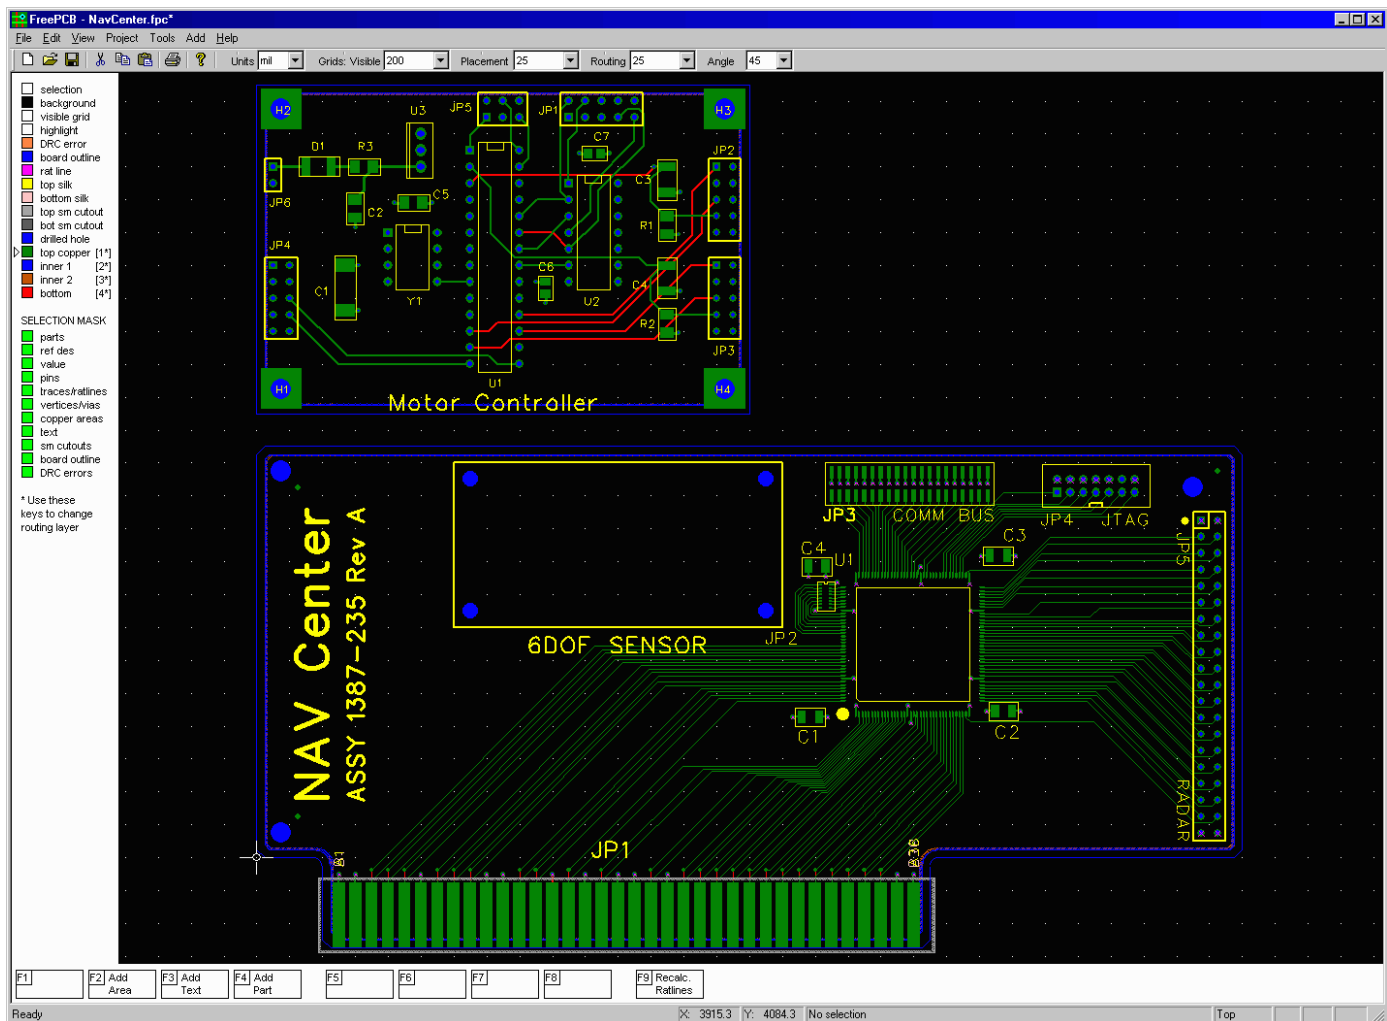 FreePCB - NavCenter.fpc*
File Edit View Project Tools Add Help
Units mil Grids: Visible 200 Placement 25 Routing 25 Angle 45
selection
background
visible grid
highlight
DRC error
board outline
rat line
top silk
bottom silk
top sm cutout
bot sm cutout
drilled hole
top copper [1*]
inner 1 [2*]
inner 2 [3*]
bottom [4*]
SELECTION MASK
parts
ref des
value
pins
traces/ratlines
vertices/vias
copper areas
text
sm cutouts
board outline
DRC errors
* Use these
keys to change
routing layer
H2 U3 JP5 JP1 H3
D1 R3 C7 JP2
C3
JP6 C2 C5
R1
JP4
C1 Y1 C6 U2 C4
R2
JP3
H1 U1 H4
Motor Controller
NAV Center
ASSY 1387-235 Rev A
6DOF SENSOR
JP3 COMM BUS JP4 JTAG
C4 U1 C3 JP5
JP2
C1 C2
RADAR
JP1
B1 B36
F1 F2 Add Area F3 Add Text F4 Add Part F5 F6 F7 F8 F9 Recalc. Ratlines
Ready X: 3915.3 Y: 4084.3 No selection Top